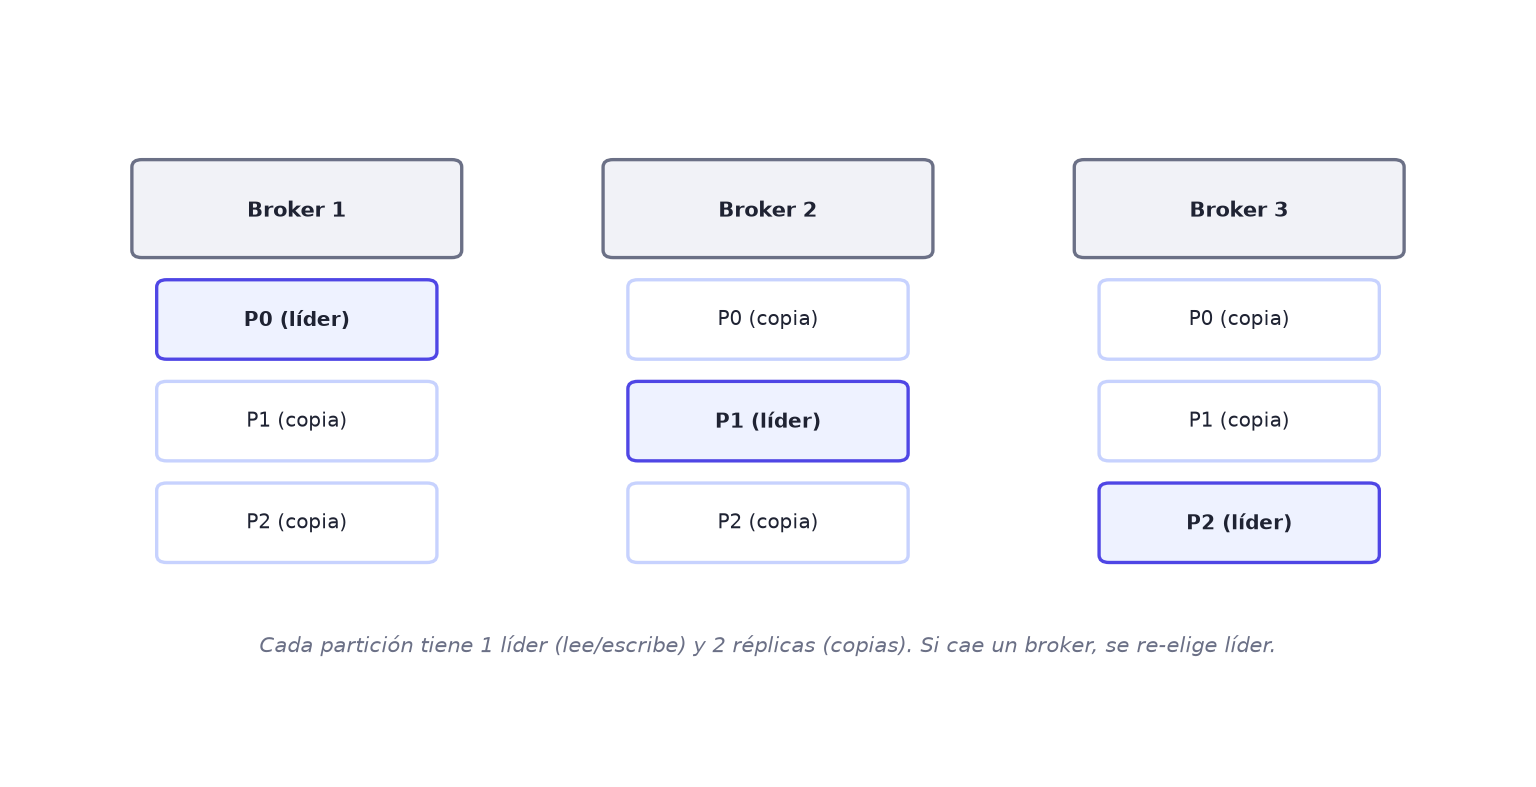 Broker 1
Broker 2
Broker 3
P0 (líder)
P0 (copia)
P0 (copia)
P1 (copia)
P1 (líder)
P1 (copia)
P2 (copia)
P2 (copia)
P2 (líder)
Cada partición tiene 1 líder (lee/escribe) y 2 réplicas (copias). Si cae un broker, se re-elige líder.